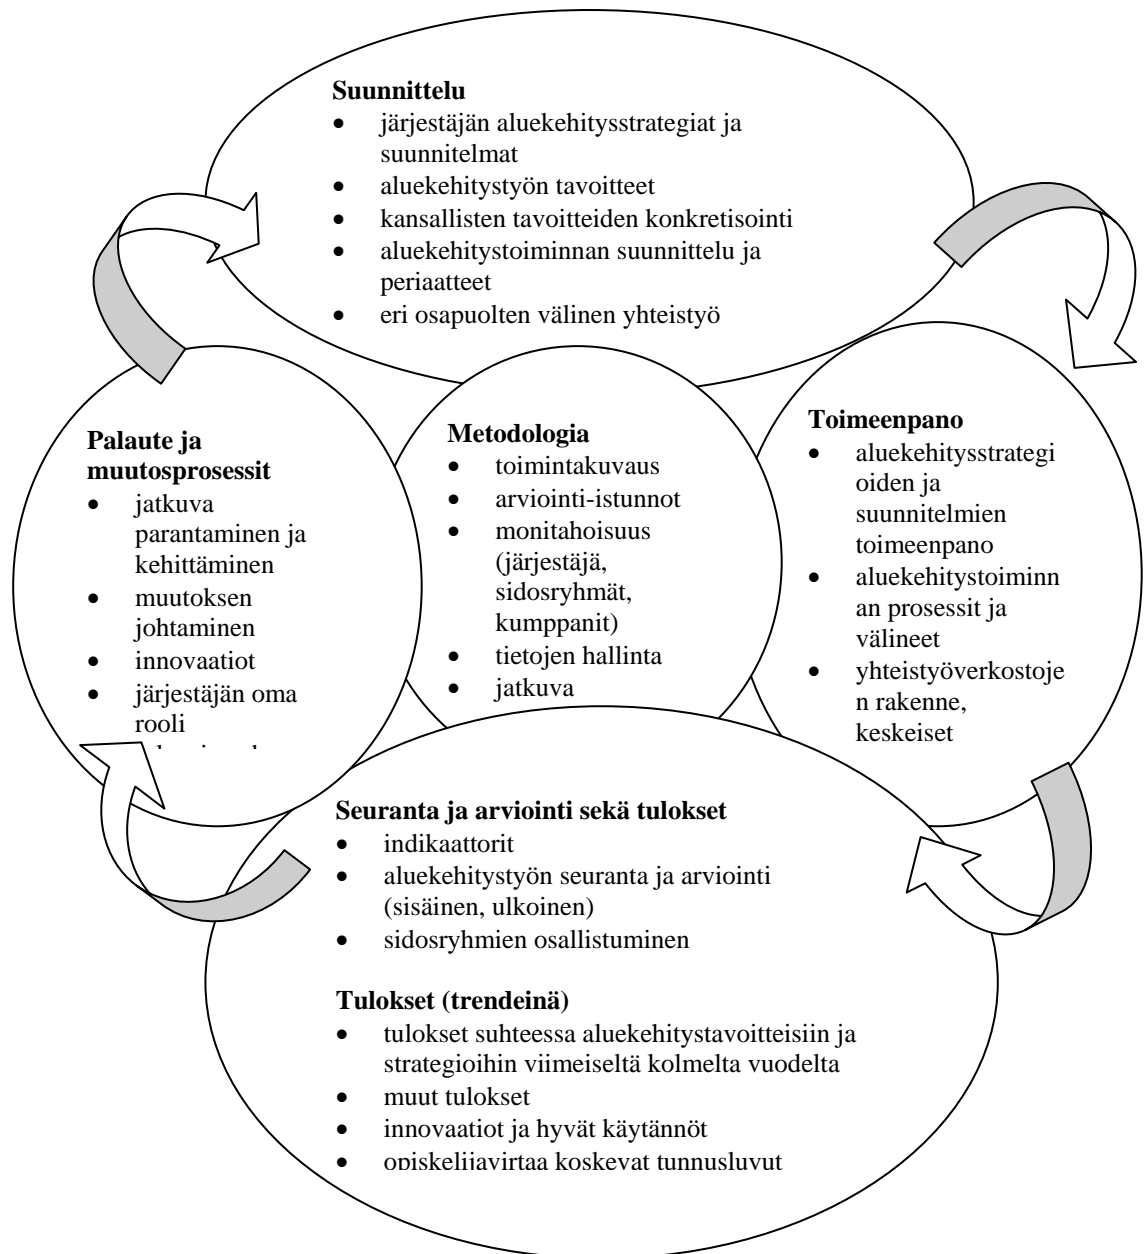 Suunnittelu
• järjestäjän aluekehitysstrategiat ja
suunnitelmat
• aluekehitystyön tavoitteet
• kansallisten tavoitteiden konkretisointi
• aluekehitystoiminnan suunnittelu ja
periaatteet
• eri osapuolten välinen yhteistyö
Palaute ja
muutosprosessit
• jatkuva
parantaminen ja
kehittäminen
• muutoksen
johtaminen
• innovaatiot
• järjestäjän oma
rooli
Metodologia
• toimintakuvaus
• arviointi-istunnot
• monitahoisuus
(järjestäjä,
sidosryhmät,
kumppanit)
• tietojen hallinta
• jatkuva
Toimeenpano
• aluekehitysstrategi
oiden ja
suunnitelmien
toimeenpano
• aluekehitystoiminn
an prosessit ja
välineet
• yhteistyöverkostoje
n rakenne,
keskeiset
Seuranta ja arviointi sekä tulokset
• indikaattorit
• aluekehitystyön seuranta ja arviointi
(sisäinen, ulkoinen)
• sidosryhmien osallistuminen
Tulokset (trendeinä)
• tulokset suhteessa aluekehitystavoitteisiin ja
strategioihin viimeiseltä kolmelta vuodelta
• muut tulokset
• innovaatiot ja hyvät käytännöt
• opiskelijavirtaa koskevat tunnusluvut